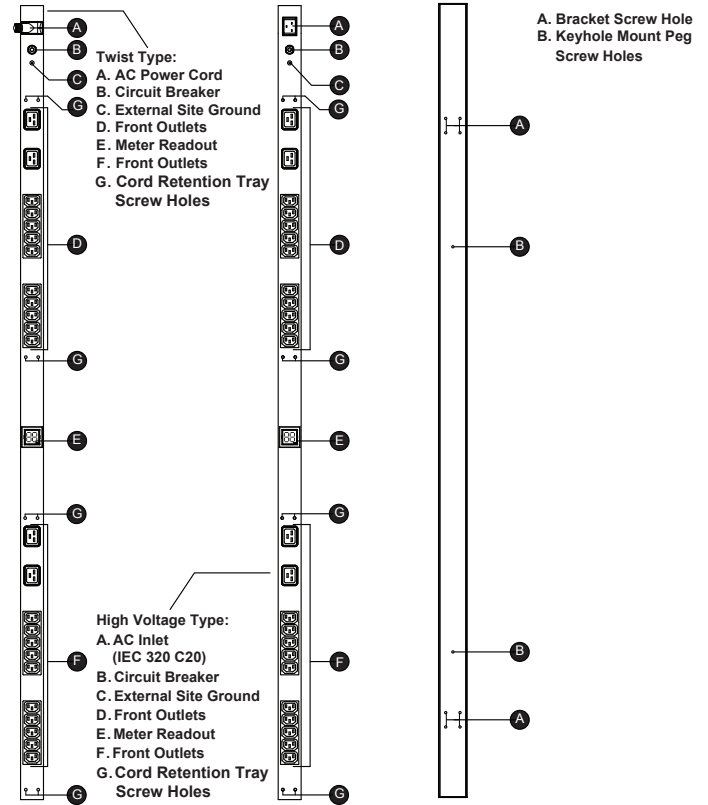 A
B
C
G
D
G
E
G
F
G
Twist Type:
A. AC Power Cord
B. Circuit Breaker
C. External Site Ground
D. Front Outlets
E. Meter Readout
F. Front Outlets
G. Cord Retention Tray
Screw Holes
High Voltage Type:
A. AC Inlet
(IEC 320 C20)
B. Circuit Breaker
C. External Site Ground
D. Front Outlets
E. Meter Readout
F. Front Outlets
G. Cord Retention Tray
Screw Holes
A
B
C
G
D
G
E
G
F
G
A
B
B
A
A. Bracket Screw Hole
B. Keyhole Mount Peg
Screw Holes